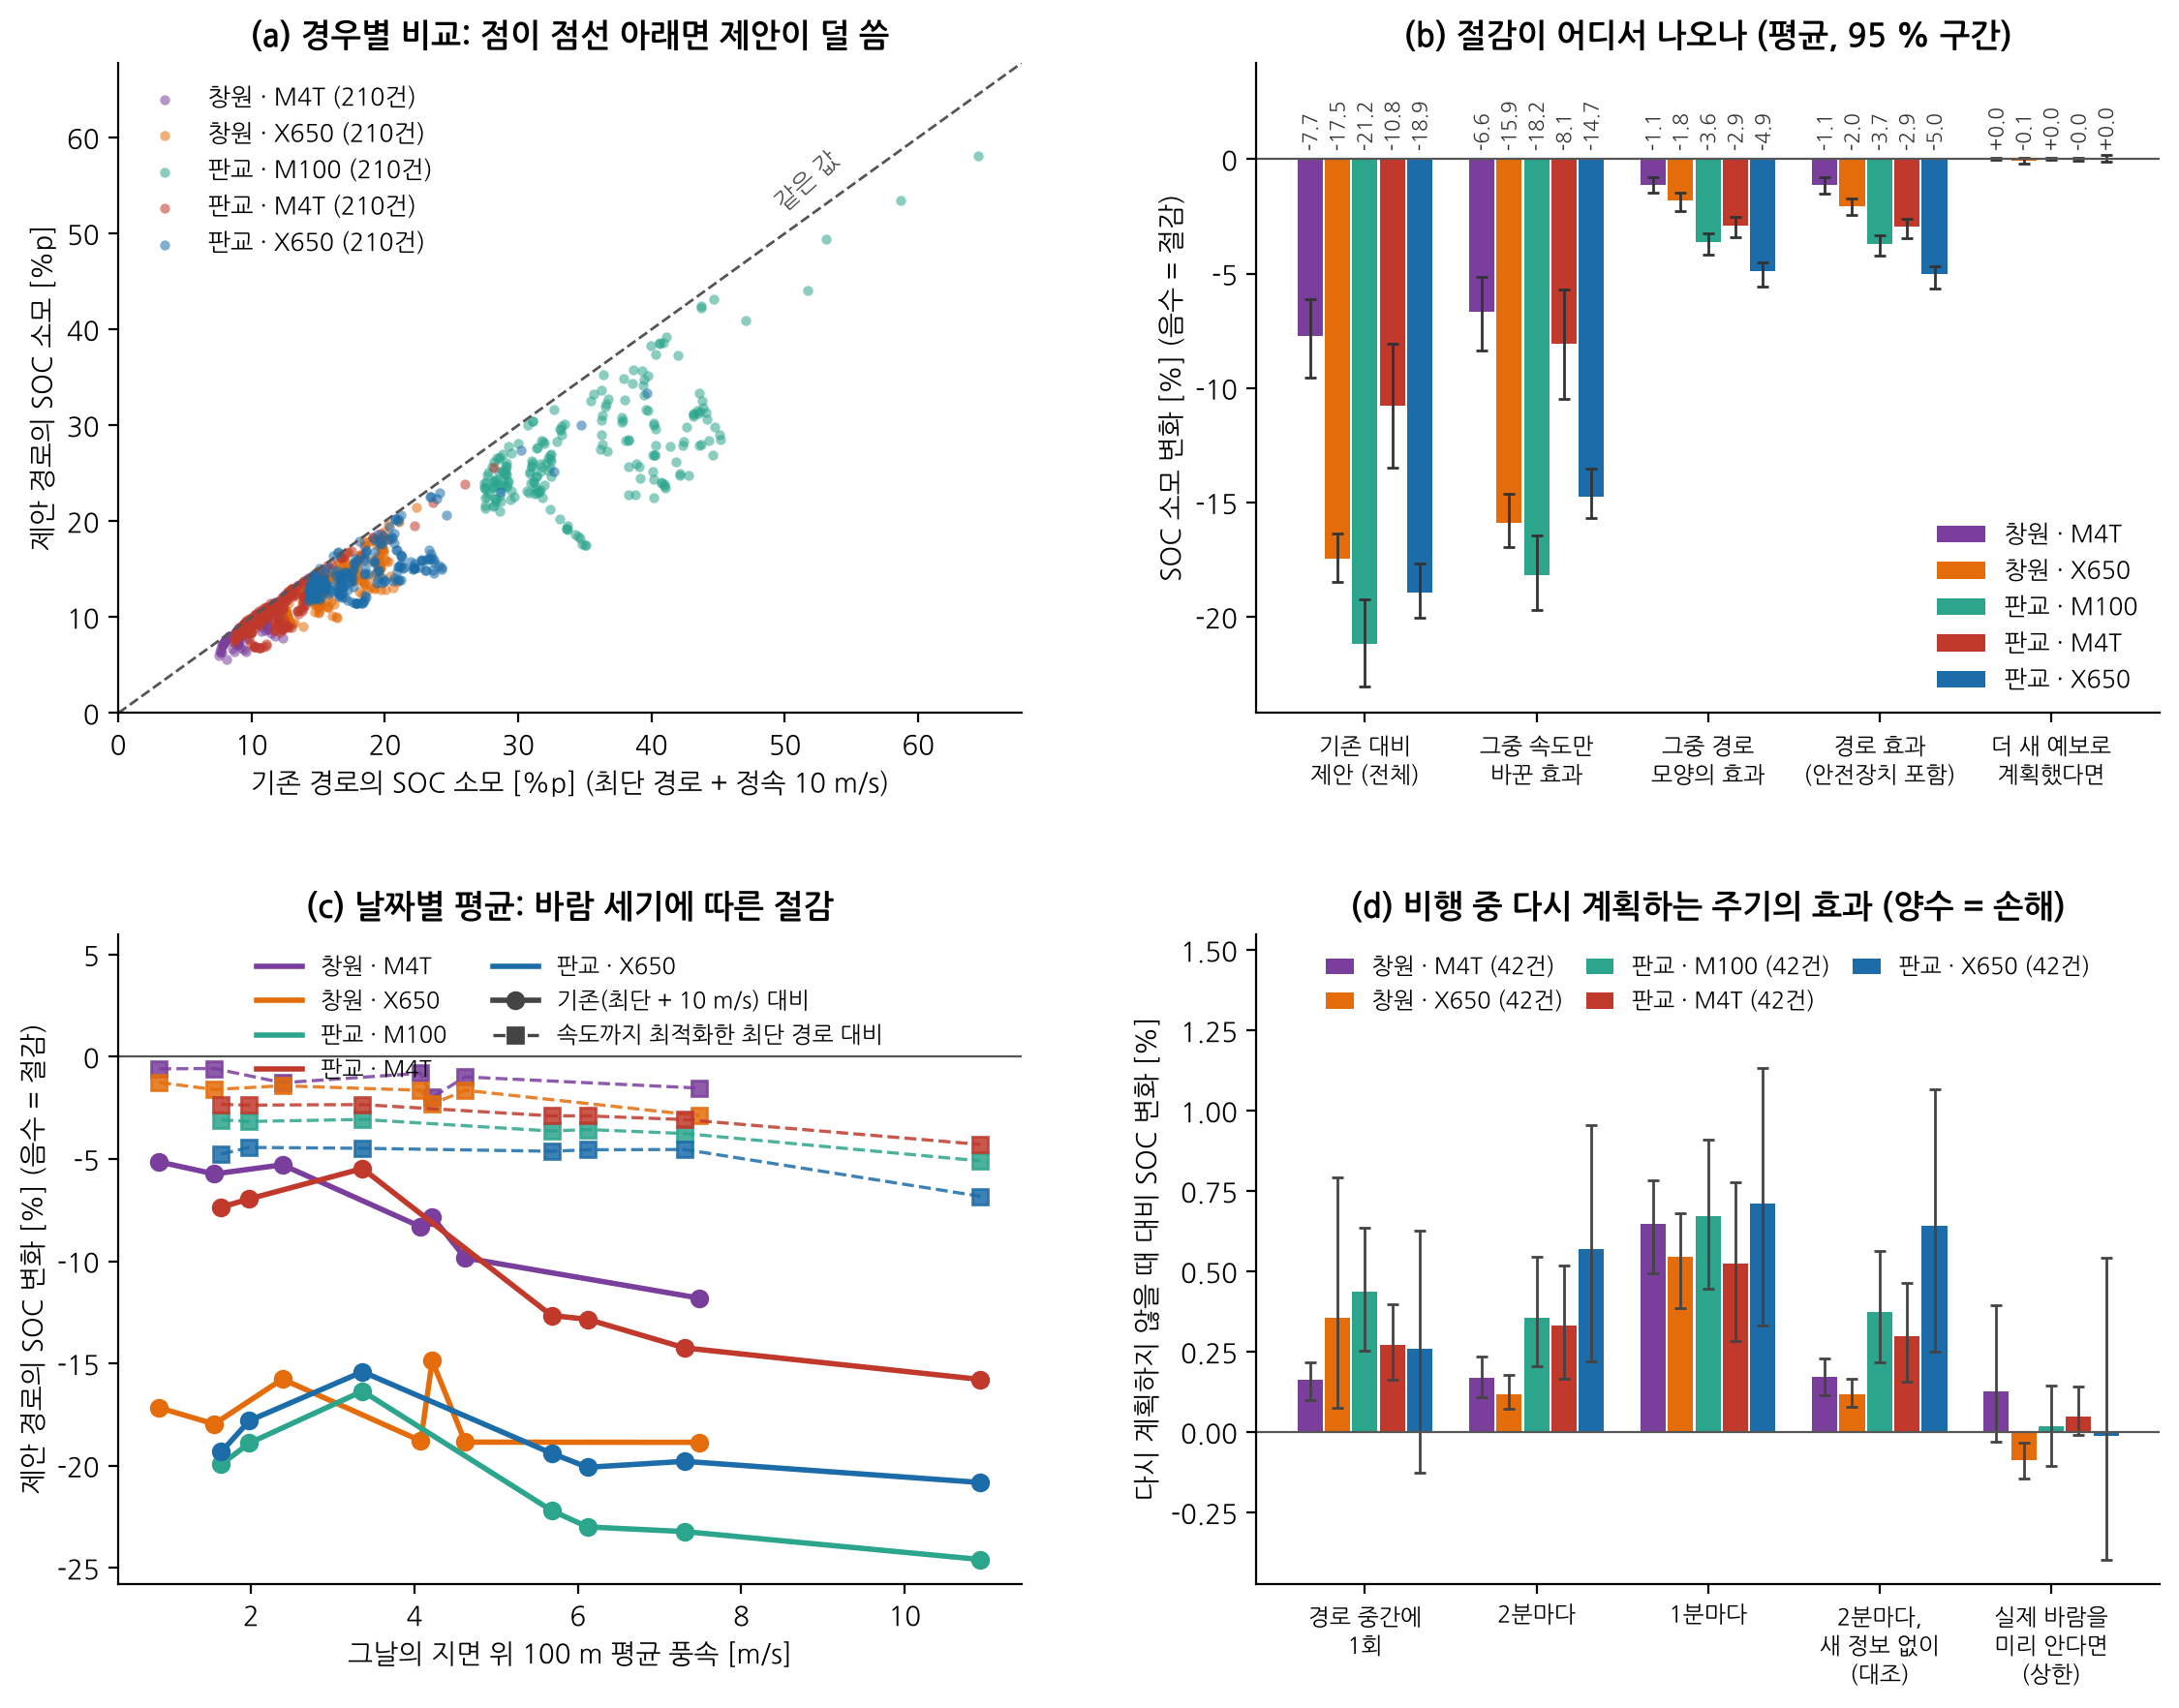 (a) 경우별 비교: 점이 점선 아래면 제안이 덜 씀
창원 · M4T (210건)
창원 · X650 (210건)
판교 · M100 (210건)
판교 · M4T (210건)
판교 · X650 (210건)
같은 값
제안 경로의 SOC 소모 [%p]
60
50
40
30
20
10
0
0 10 20 30 40 50 60
기존 경로의 SOC 소모 [%p] (최단 경로 + 정속 10 m/s)
(b) 절감이 어디서 나오나 (평균, 95 % 구간)
-7.7 -17.5 -21.2 -10.8 -18.9 -6.6 -15.9 -18.2 -8.1 -14.7 -1.1 -1.8 -3.6 -2.9 -4.9 -1.1 -2.0 -3.7 -2.9 -5.0 +0.0 -0.1 +0.0 -0.0 +0.0
SOC 소모 변화 [%] (음수 = 절감)
0
-5
-10
-15
-20
창원 · M4T
창원 · X650
판교 · M100
판교 · M4T
판교 · X650
기존 대비
제안 (전체)
그중 속도만
바꾼 효과
그중 경로
모양의 효과
경로 효과
(안전장치 포함)
더 새 예보로
계획했다면
(c) 날짜별 평균: 바람 세기에 따른 절감
창원 · M4T
창원 · X650
판교 · M100
판교 · M4T
판교 · X650
기존(최단 + 10 m/s) 대비
속도까지 최적화한 최단 경로 대비
제안 경로의 SOC 변화 [%] (음수 = 절감)
5
0
-5
-10
-15
-20
-25
2 4 6 8 10
그날의 지면 위 100 m 평균 풍속 [m/s]
(d) 비행 중 다시 계획하는 주기의 효과 (양수 = 손해)
창원 · M4T (42건)
창원 · X650 (42건)
판교 · M100 (42건)
판교 · M4T (42건)
판교 · X650 (42건)
다시 계획하지 않을 때 대비 SOC 변화 [%]
1.50
1.25
1.00
0.75
0.50
0.25
0.00
-0.25
경로 중간에
1회
2분마다
1분마다
2분마다,
새 정보 없이
(대조)
실제 바람을
미리 안다면
(상한)